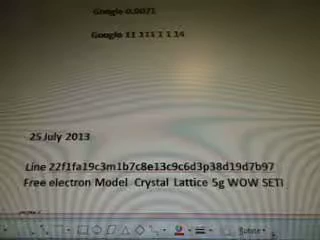 Google 0.0071
Google 11 111 1 1 14
25 July 2013
Line 22f1fa19c3m1b7c8e13c9c6d3p38d19d7b97
Free electron Model Crystal Lattice 5g WOW SETI
Rotate